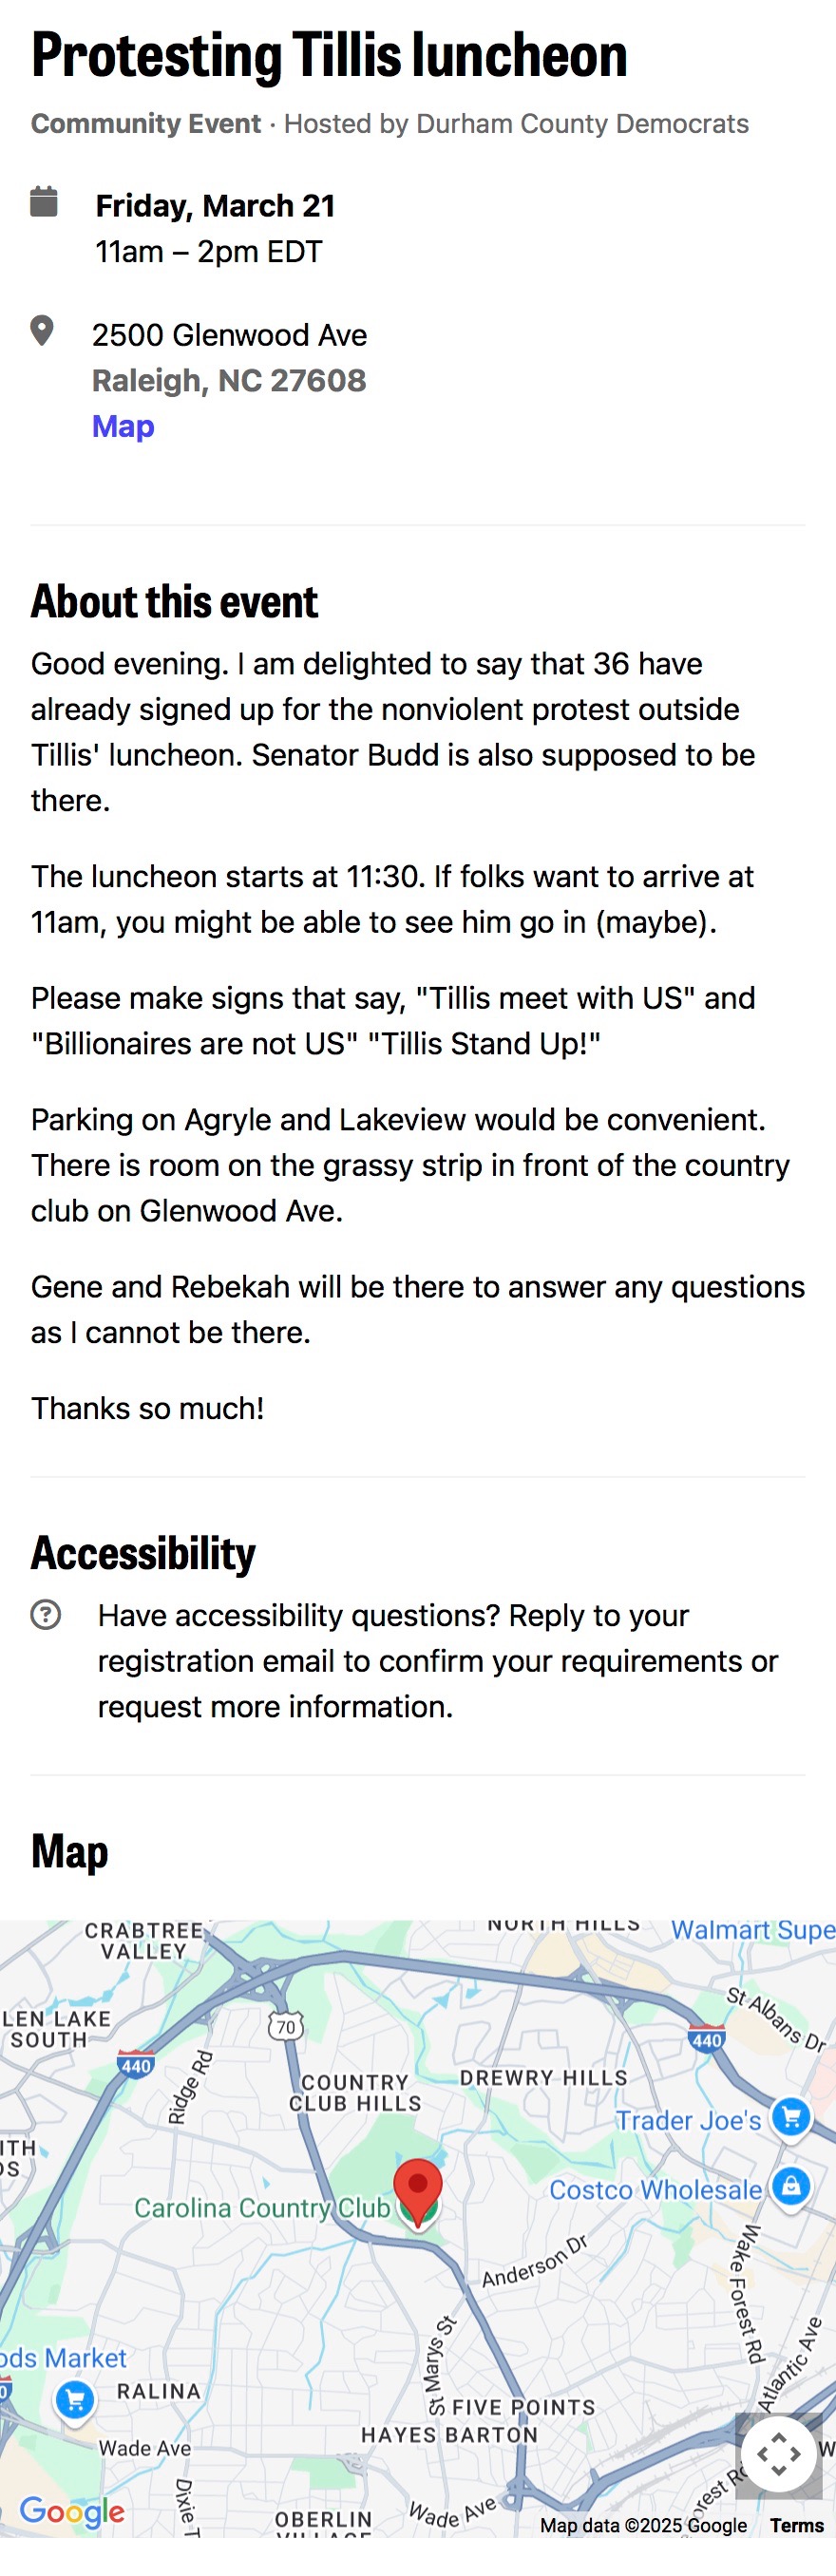 Protesting Tillis luncheon
Community Event · Hosted by Durham County Democrats
Friday, March 21
11am – 2pm EDT
2500 Glenwood Ave
Raleigh, NC 27608
Map
About this event
Good evening. I am delighted to say that 36 have
already signed up for the nonviolent protest outside
Tillis' luncheon. Senator Budd is also supposed to be
there.
The luncheon starts at 11:30. If folks want to arrive at
11am, you might be able to see him go in (maybe).
Please make signs that say, "Tillis meet with US" and
"Billionaires are not US" "Tillis Stand Up!"
Parking on Agryle and Lakeview would be convenient.
There is room on the grassy strip in front of the country
club on Glenwood Ave.
Gene and Rebekah will be there to answer any questions
as I cannot be there.
Thanks so much!
Accessibility
Have accessibility questions? Reply to your
registration email to confirm your requirements or
request more information.
Map
NORTH HILLS
Walmart Supe
CRABTREE
VALLEY
St Albans Dr
LEN LAKE
SOUTH
70
440
440
Ridge Rd
COUNTRY
CLUB HILLS
DREWRY HILLS
Trader Joe's
ITH
OS
Costco Wholesale
Carolina Country Club
Anderson Dr
Wake Forest Rd
St Marys St
Atlantic Ave
ods Market
RALINA
FIVE POINTS
HAYES BARTON
Wade Ave
W
Dixie T
orest Rd
Wade Ave
Google
OBERLIN
VILLAGE
Map data ©2025 Google
Terms